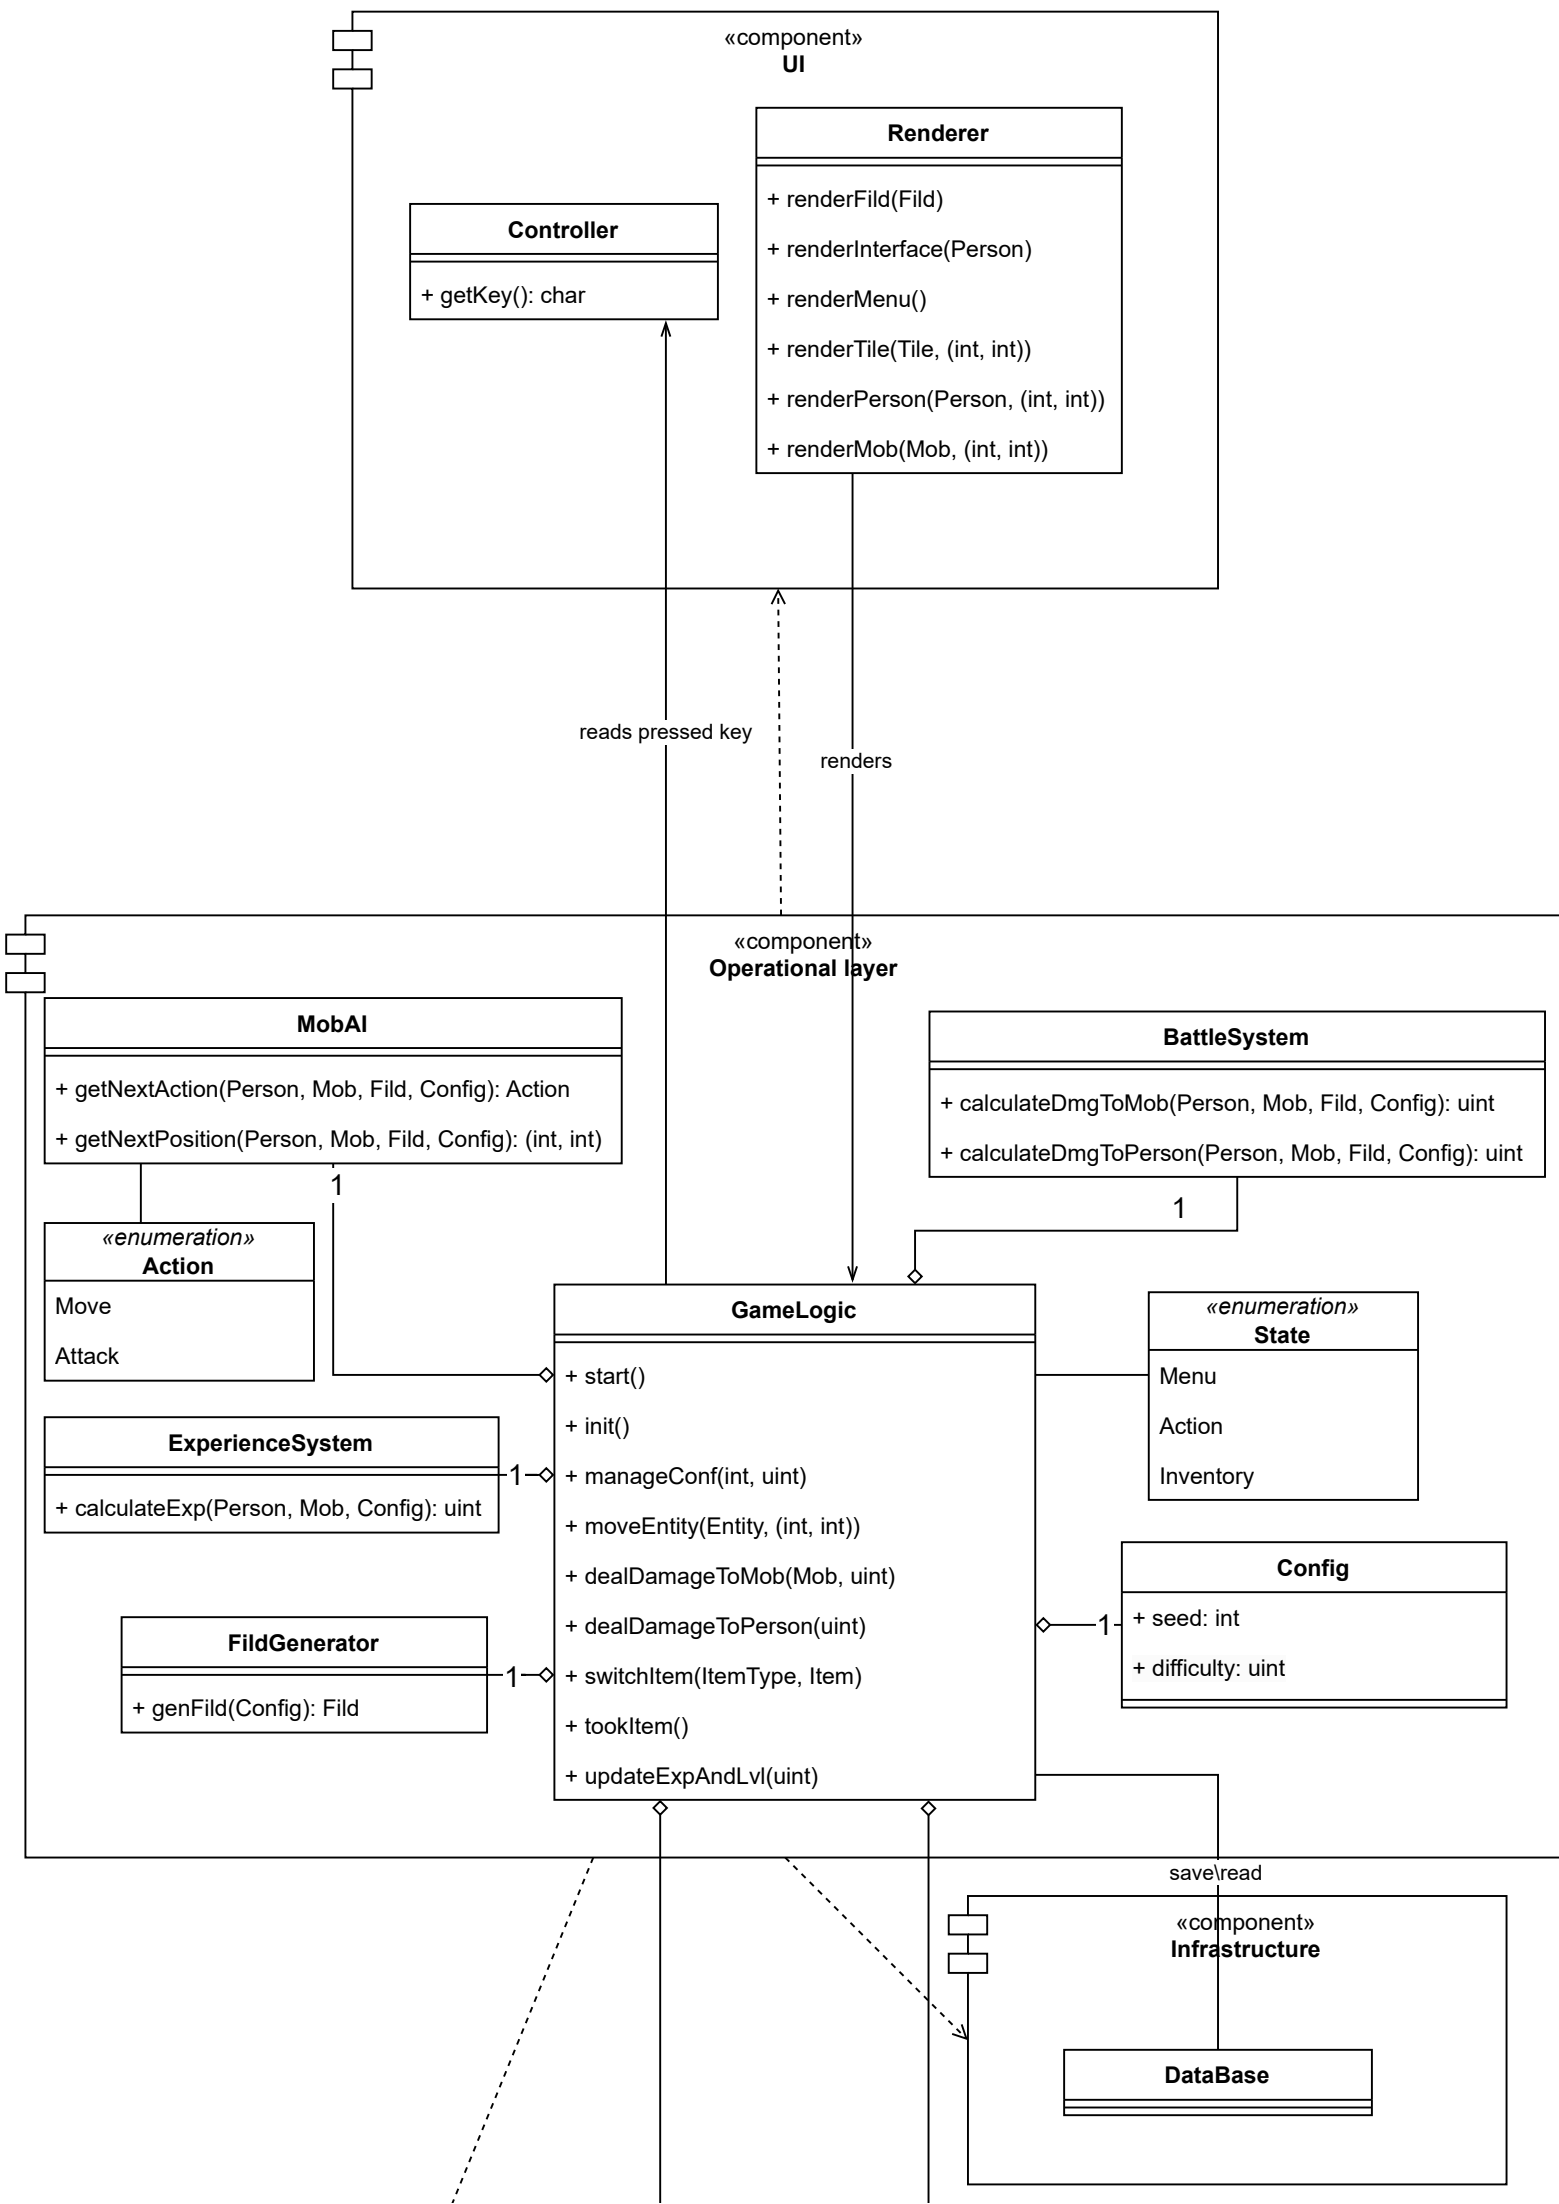 «component»
UI
Renderer
+ renderFild(Fild)
+ renderInterface(Person)
+ renderMenu()
+ renderTile(Tile, (int, int))
+ renderPerson(Person, (int, int))
+ renderMob(Mob, (int, int))
Controller
+ getKey(): char
reads pressed key
renders
«component»
Operational layer
MobAI
+ getNextAction(Person, Mob, Fild, Config): Action
+ getNextPosition(Person, Mob, Fild, Config): (int, int)
1
BattleSystem
+ calculateDmgToMob(Person, Mob, Fild, Config): uint
+ calculateDmgToPerson(Person, Mob, Fild, Config): uint
1
«enumeration»
Action
Move
Attack
GameLogic
+ start()
+ init()
+ manageConf(int, uint)
+ moveEntity(Entity, (int, int))
+ dealDamageToMob(Mob, uint)
+ dealDamageToPerson(uint)
+ switchItem(ItemType, Item)
+ tookItem()
+ updateExpAndLvl(uint)
«enumeration»
State
Menu
Action
Inventory
ExperienceSystem
+ calculateExp(Person, Mob, Config): uint
1
FildGenerator
+ genFild(Config): Fild
1
Config
+ seed: int
+ difficulty: uint
1
save\read
«component»
Infrastructure
DataBase